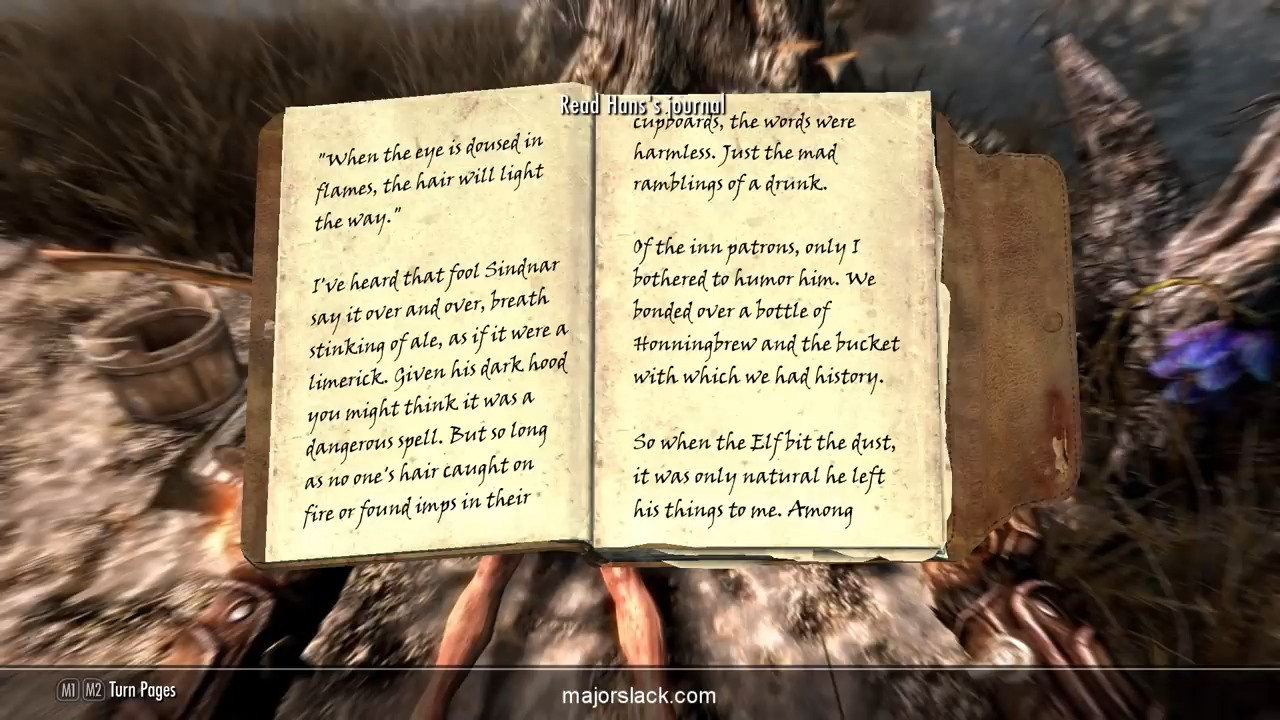 Read Hans's journal
"When the eye is doused in
flames, the hair will light
the way."
I've heard that fool Sindnar
say it over and over, breath
stinking of ale, as if it were a
limerick. Given his dark hood
you might think it was a
dangerous spell. But so long
as no one's hair caught on
fire or found imps in their
cupboards, the words were
harmless. Just the mad
ramblings of a drunk.
Of the inn patrons, only I
bothered to humor him. We
bonded over a bottle of
Honningbrew and the bucket
with which we had history.
So when the Elf bit the dust,
it was only natural he left
his things to me. Among
M1 M2 Turn Pages
majorslack.com